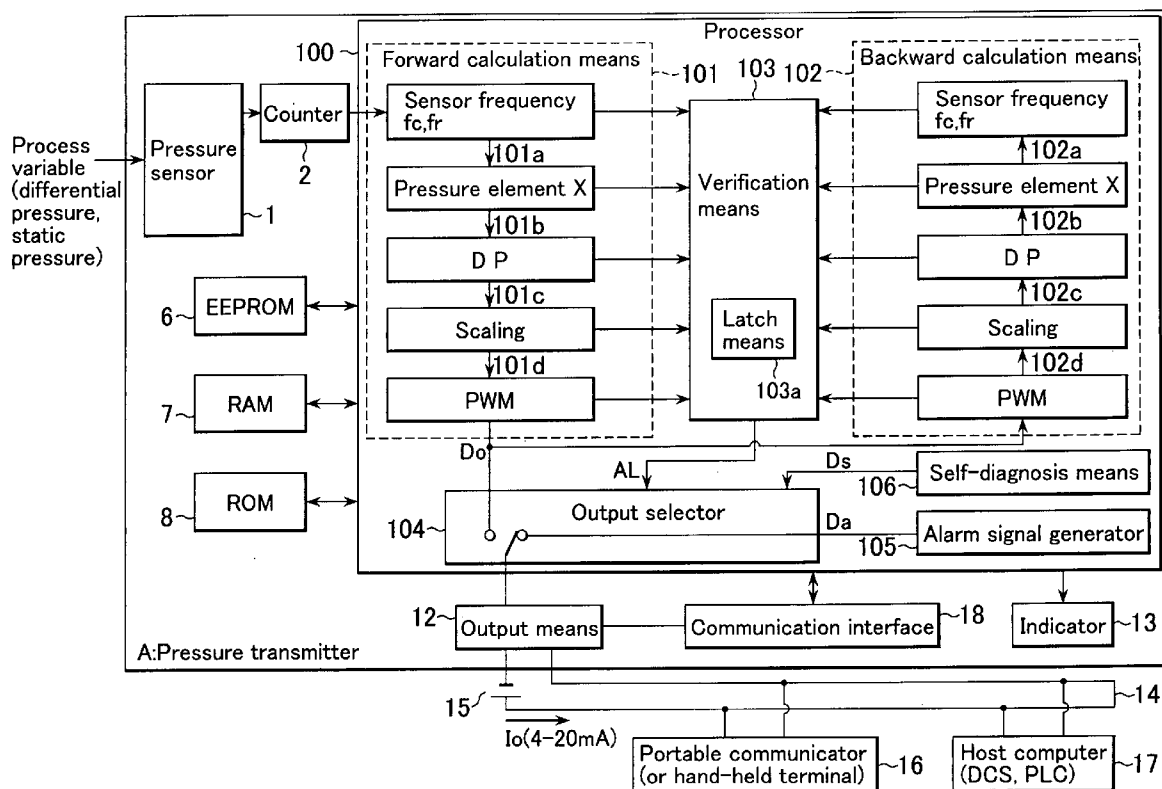 Processor
100
Forward calculation means
101
103
102
Backward calculation means
Process
variable
(differential
pressure,
static
pressure)
Pressure
sensor
1
Counter
2
Sensor frequency
fc,fr
101a
Pressure element X
101b
D P
101c
Scaling
101d
PWM
Verification
means
Latch
means
103a
Sensor frequency
fc,fr
102a
Pressure element X
102b
D P
102c
Scaling
102d
PWM
6
EEPROM
7
RAM
8
ROM
Do
AL
Ds
Self-diagnosis means
106
104
Output selector
Da
Alarm signal generator
105
12
Output means
Communication interface
18
Indicator
13
A:Pressure transmitter
15
14
Io(4-20mA)
Portable communicator
(or hand-held terminal)
16
Host computer
(DCS, PLC)
17